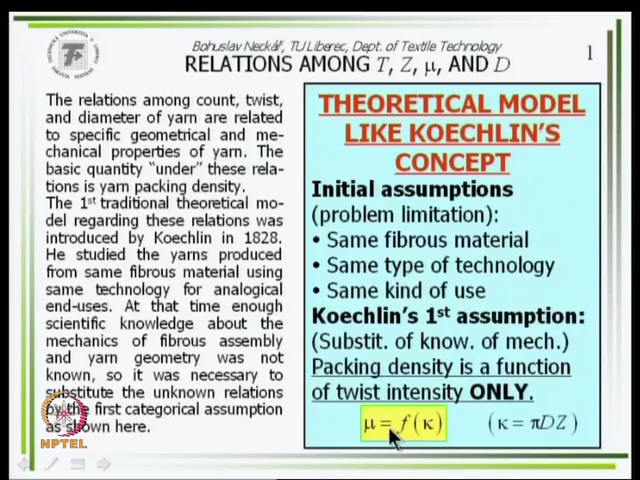 Bohuslav Neckář, TU Liberec, Dept. of Textile Technology
1
RELATIONS AMONG T, Z, μ, AND D
The relations among count, twist,
and diameter of yarn are related
to specific geometrical and me-
chanical properties of yarn. The
basic quantity "under" these rela-
tions is yarn packing density.
The 1st traditional theoretical mo-
del regarding these relations was
introduced by Koechlin in 1828.
He studied the yarns produced
from same fibrous material using
same technology for analogical
end-uses. At that time enough
scientific knowledge about the
mechanics of fibrous assembly
and yarn geometry was not
known, so it was necessary to
substitute the unknown relations
by the first categorical assumption
as shown here.
NPTEL
THEORETICAL MODEL
LIKE KOECHLIN'S
CONCEPT
Initial assumptions
(problem limitation):
• Same fibrous material
• Same type of technology
• Same kind of use
Koechlin's 1st assumption:
(Substit. of know. of mech.)
Packing density is a function
of twist intensity ONLY.
μ = f(κ) (κ = πDZ)